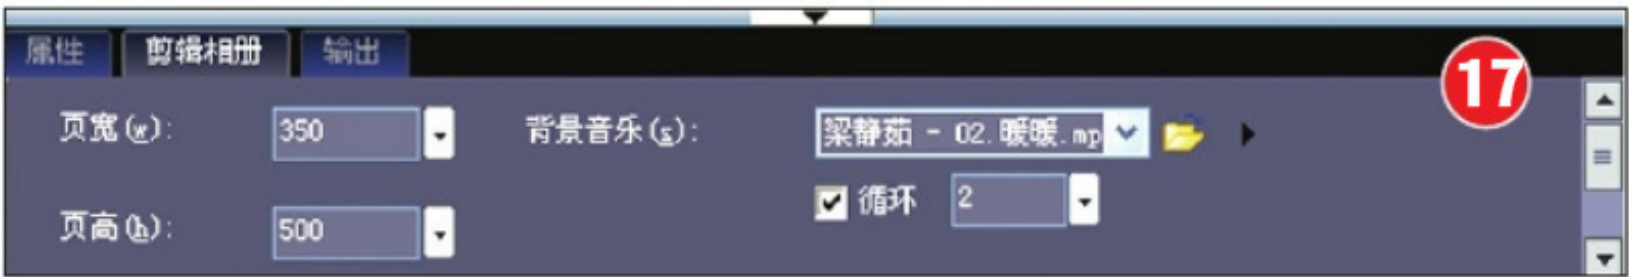 属性 剪辑相册 输出
17
页宽(w): 350 背景音乐(s): 梁静茹 - 02.暖暖.mp
循环 2
页高(h): 500